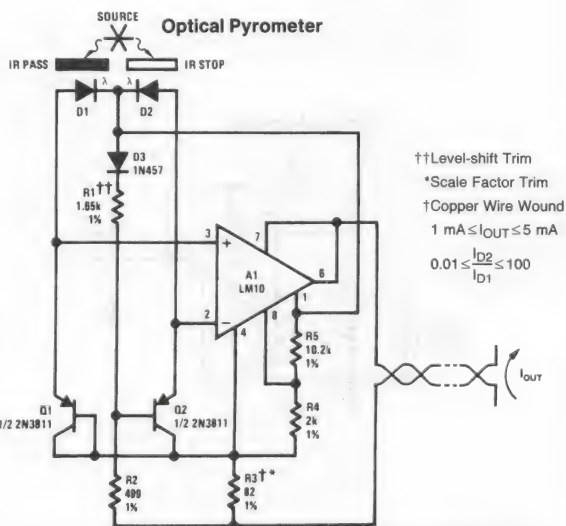 SOURCE
Optical Pyrometer
IR PASS
IR STOP
λ
λ
D1
D2
D3
1N457
R1††
1.65k
1%
††Level-shift Trim
*Scale Factor Trim
†Copper Wire Wound
1 mA ≤ IOUT ≤ 5 mA
0.01 ≤ ID2/ID1 ≤ 100
3
+
7
A1
LM10
6
1
2
−
4
8
R5
10.2k
1%
IOUT
Q1
1/2 2N3811
Q2
1/2 2N3811
R4
2k
1%
R2
499
1%
R3†*
82
1%